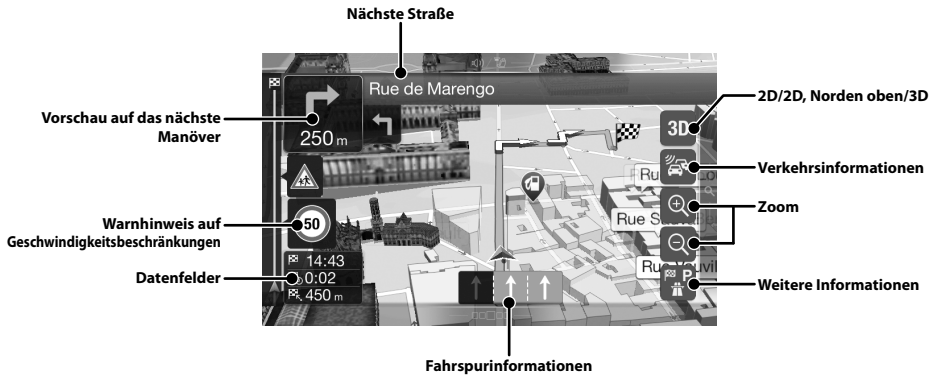 Nächste Straße
Rue de Marengo
2D/2D, Norden oben/3D
3D
Vorschau auf das nächste
Manöver
250 m
Verkehrsinformationen
Zoom
50
Warnhinweis auf
Geschwindigkeitsbeschränkungen
14:43
Datenfelder
0:02
450 m
P
Weitere Informationen
Fahrspurinformationen